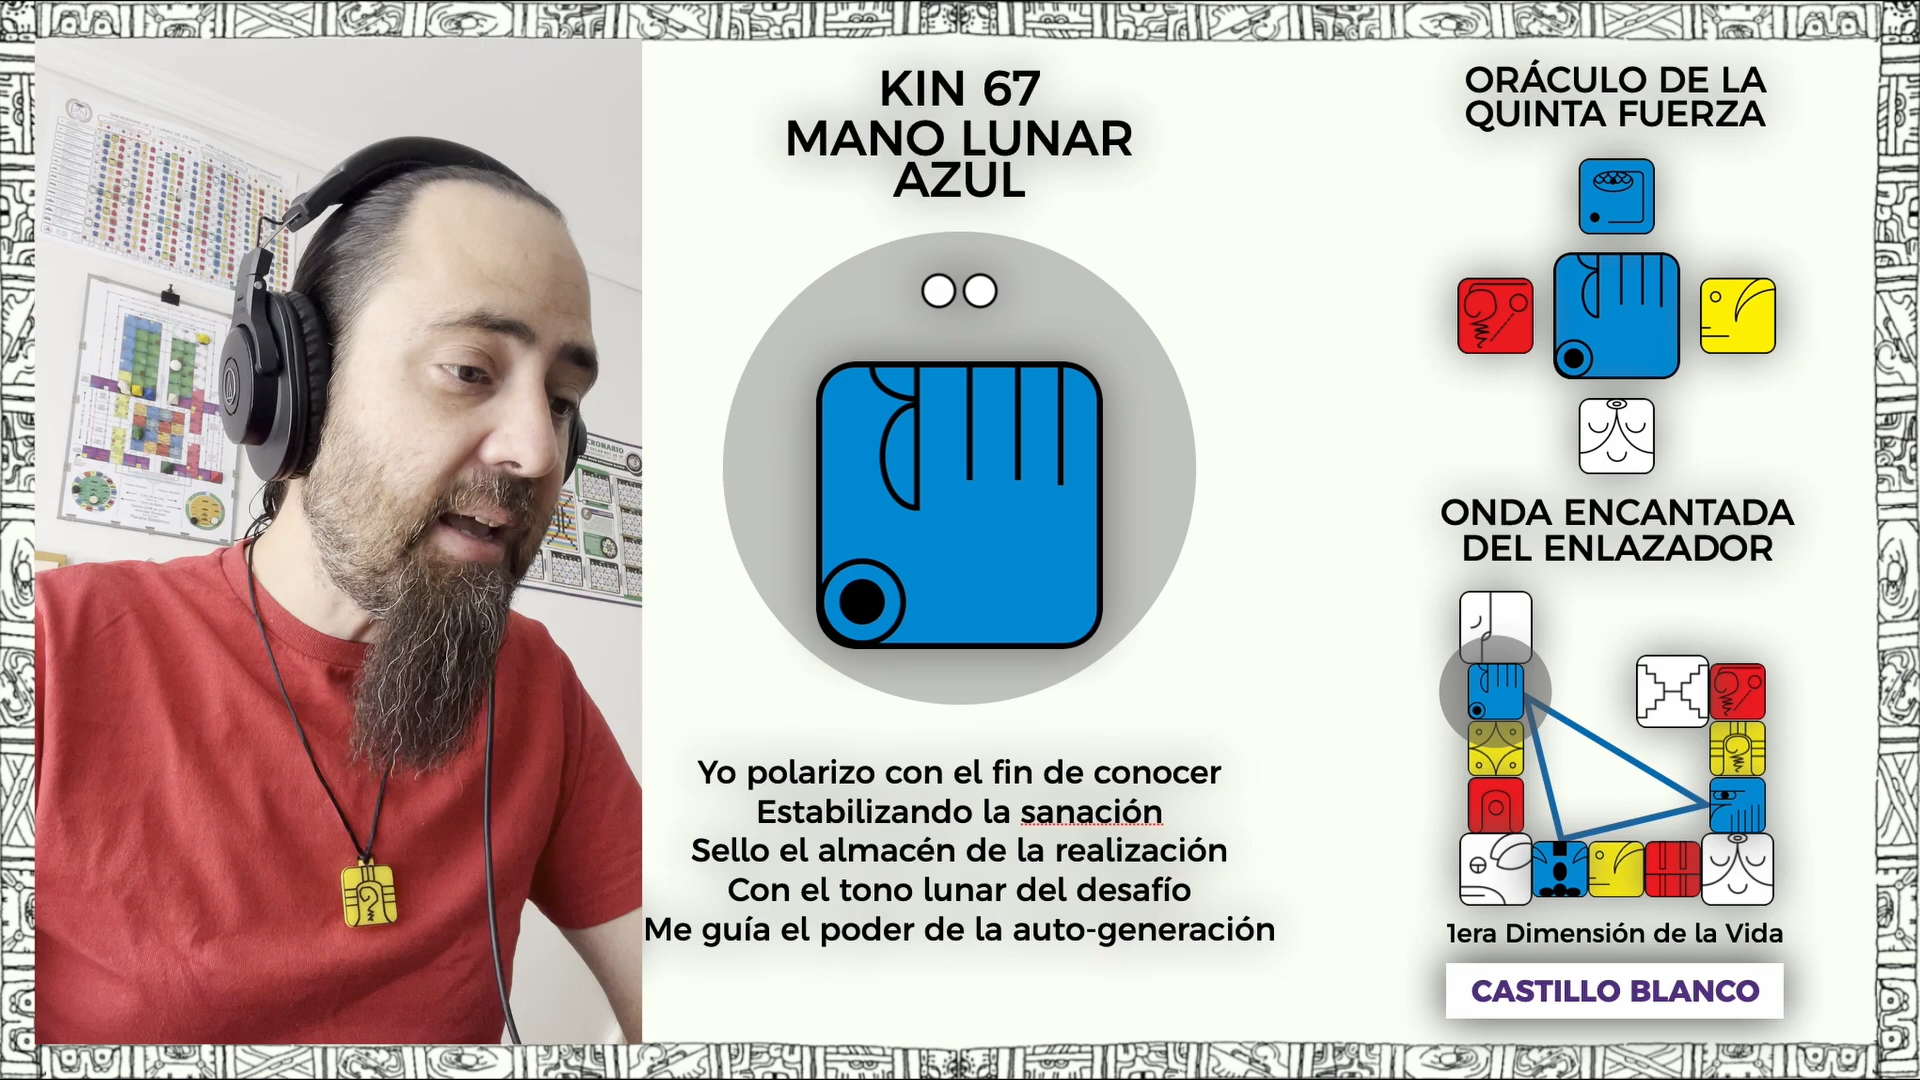 KIN 67
MANO LUNAR
AZUL
Yo polarizo con el fin de conocer
Estabilizando la sanación
Sello el almacén de la realización
Con el tono lunar del desafío
Me guía el poder de la auto-generación
ORÁCULO DE LA
QUINTA FUERZA
ONDA ENCANTADA
DEL ENLAZADOR
1era Dimensión de la Vida
CASTILLO BLANCO